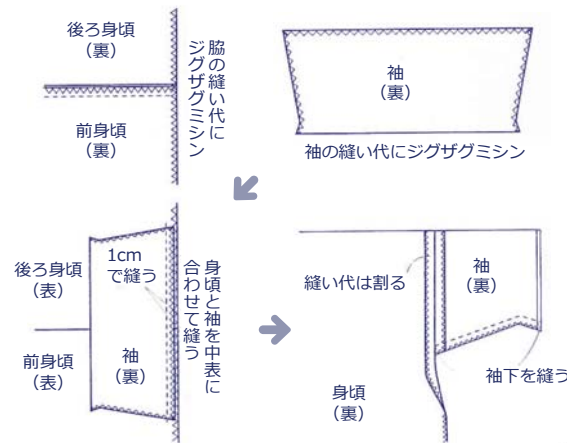 後ろ身頃
（裏）
前身頃
（裏）
脇の縫い代に
ジグザグミシン
袖
（裏）
袖の縫い代にジグザグミシン
後ろ身頃
（表）
前身頃
（表）
1cm
で縫う
袖
（裏）
身頃と袖を中表に
合わせて縫う
縫い代は割る
袖
（裏）
袖下を縫う
身頃
（裏）